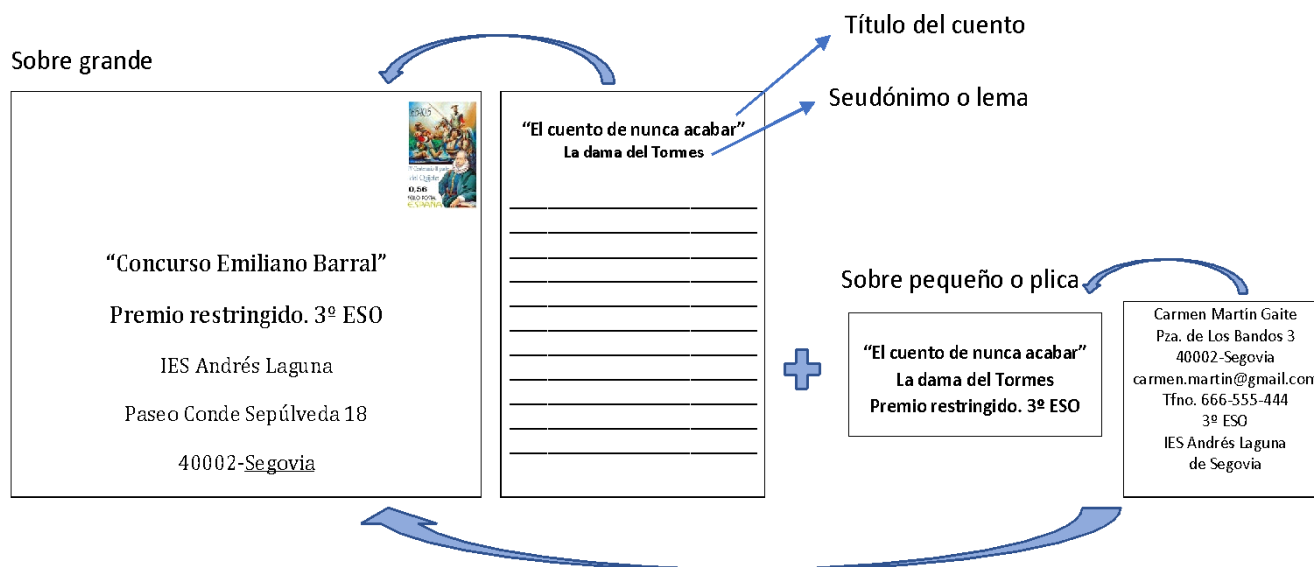 Sobre grande
Título del cuento
Seudónimo o lema
0,56
ESPAÑA
“Concurso Emiliano Barral”
Premio restringido. 3º ESO
IES Andrés Laguna
Paseo Conde Sepúlveda 18
40002-Segovia
“El cuento de nunca acabar”
La dama del Tormes
Sobre pequeño o plica
“El cuento de nunca acabar”
La dama del Tormes
Premio restringido. 3º ESO
Carmen Martín Gaite
Pza. de Los Bandos 3
40002-Segovia
carmen.martin@gmail.com
Tfno. 666-555-444
3º ESO
IES Andrés Laguna
de Segovia